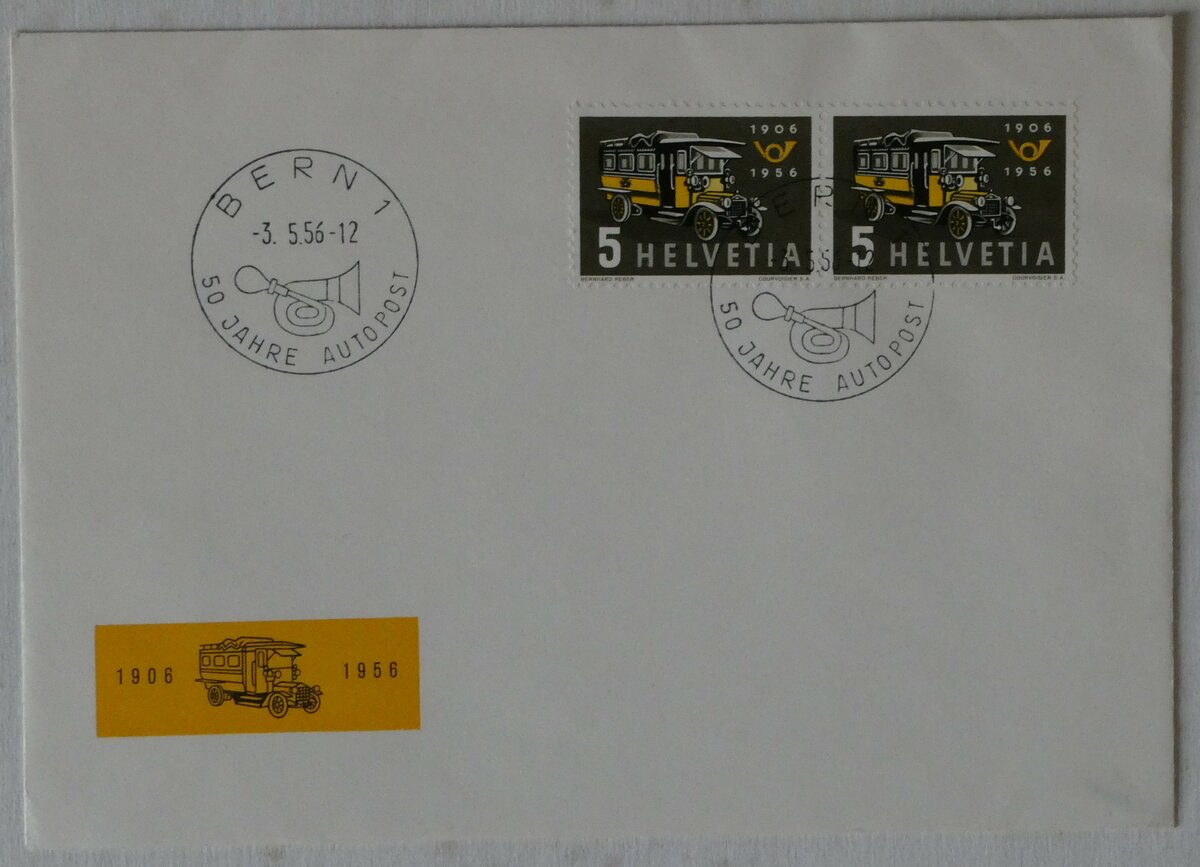 BERN 1
-3. 5.56-12
50 JAHRE AUTOPOST
1906
1956
5 HELVETIA
BERNHARD REBER COURVOISIER S.A.
1906
1956
5 HELVETIA
BERNHARD REBER COURVOISIER S.A.
50 JAHRE AUTOPOST
1906 1956